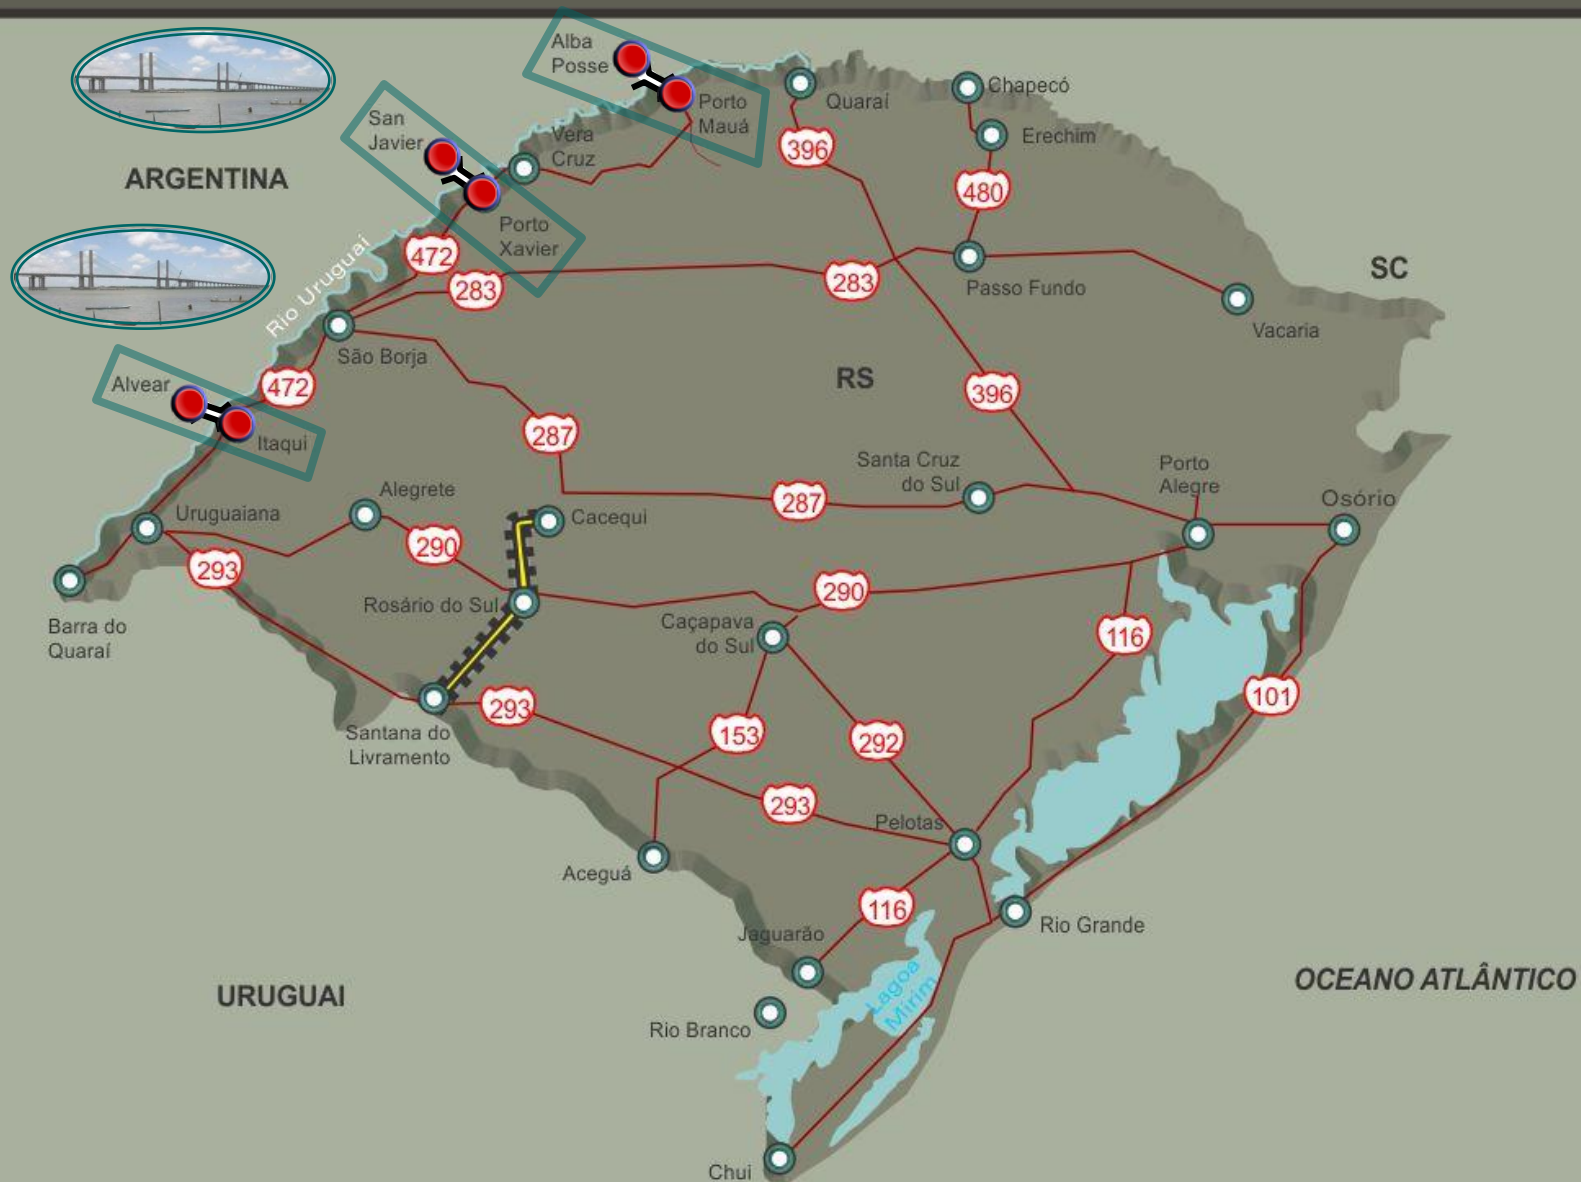 Alba
Posse
Porto
Mauá
Quaraí
Chapecó
Erechim
San
Javier
Vera
Cruz
396
480
ARGENTINA
Porto
Xavier
472
283
283
Rio Uruguai
Passo Fundo
SC
Vacaria
São Borja
472
Alvear
Itaqui
RS
396
287
Santa Cruz
do Sul
Porto
Alegre
Osório
287
Alegrete
Uruguaiana
Cacequi
290
293
290
Rosário do Sul
Caçapava
do Sul
116
Barra do
Quaraí
101
293
Santana do
Livramento
153
292
293
Pelotas
Aceguá
116
Jaguarão
Rio Grande
Lagoa
Mirim
URUGUAI
OCEANO ATLÂNTICO
Rio Branco
Chui